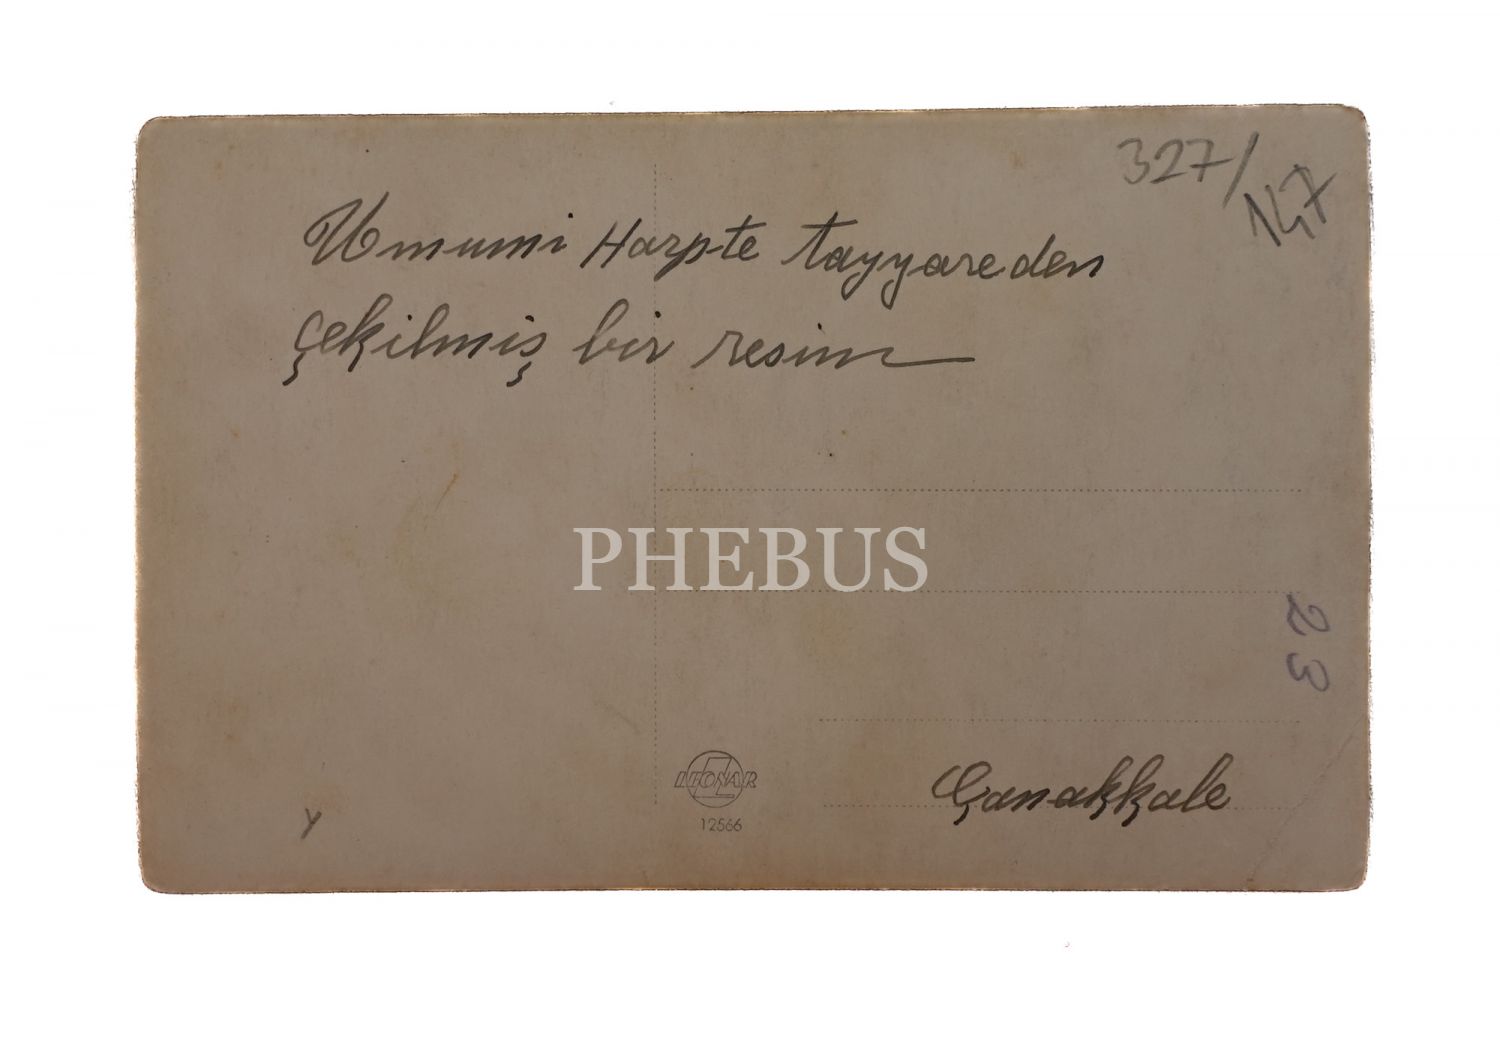 327/
147
Umumi Harpte tayyareden
çekilmiş bir resim
PHEBUS
23
LEONAR
12566
Çanakkale
Y